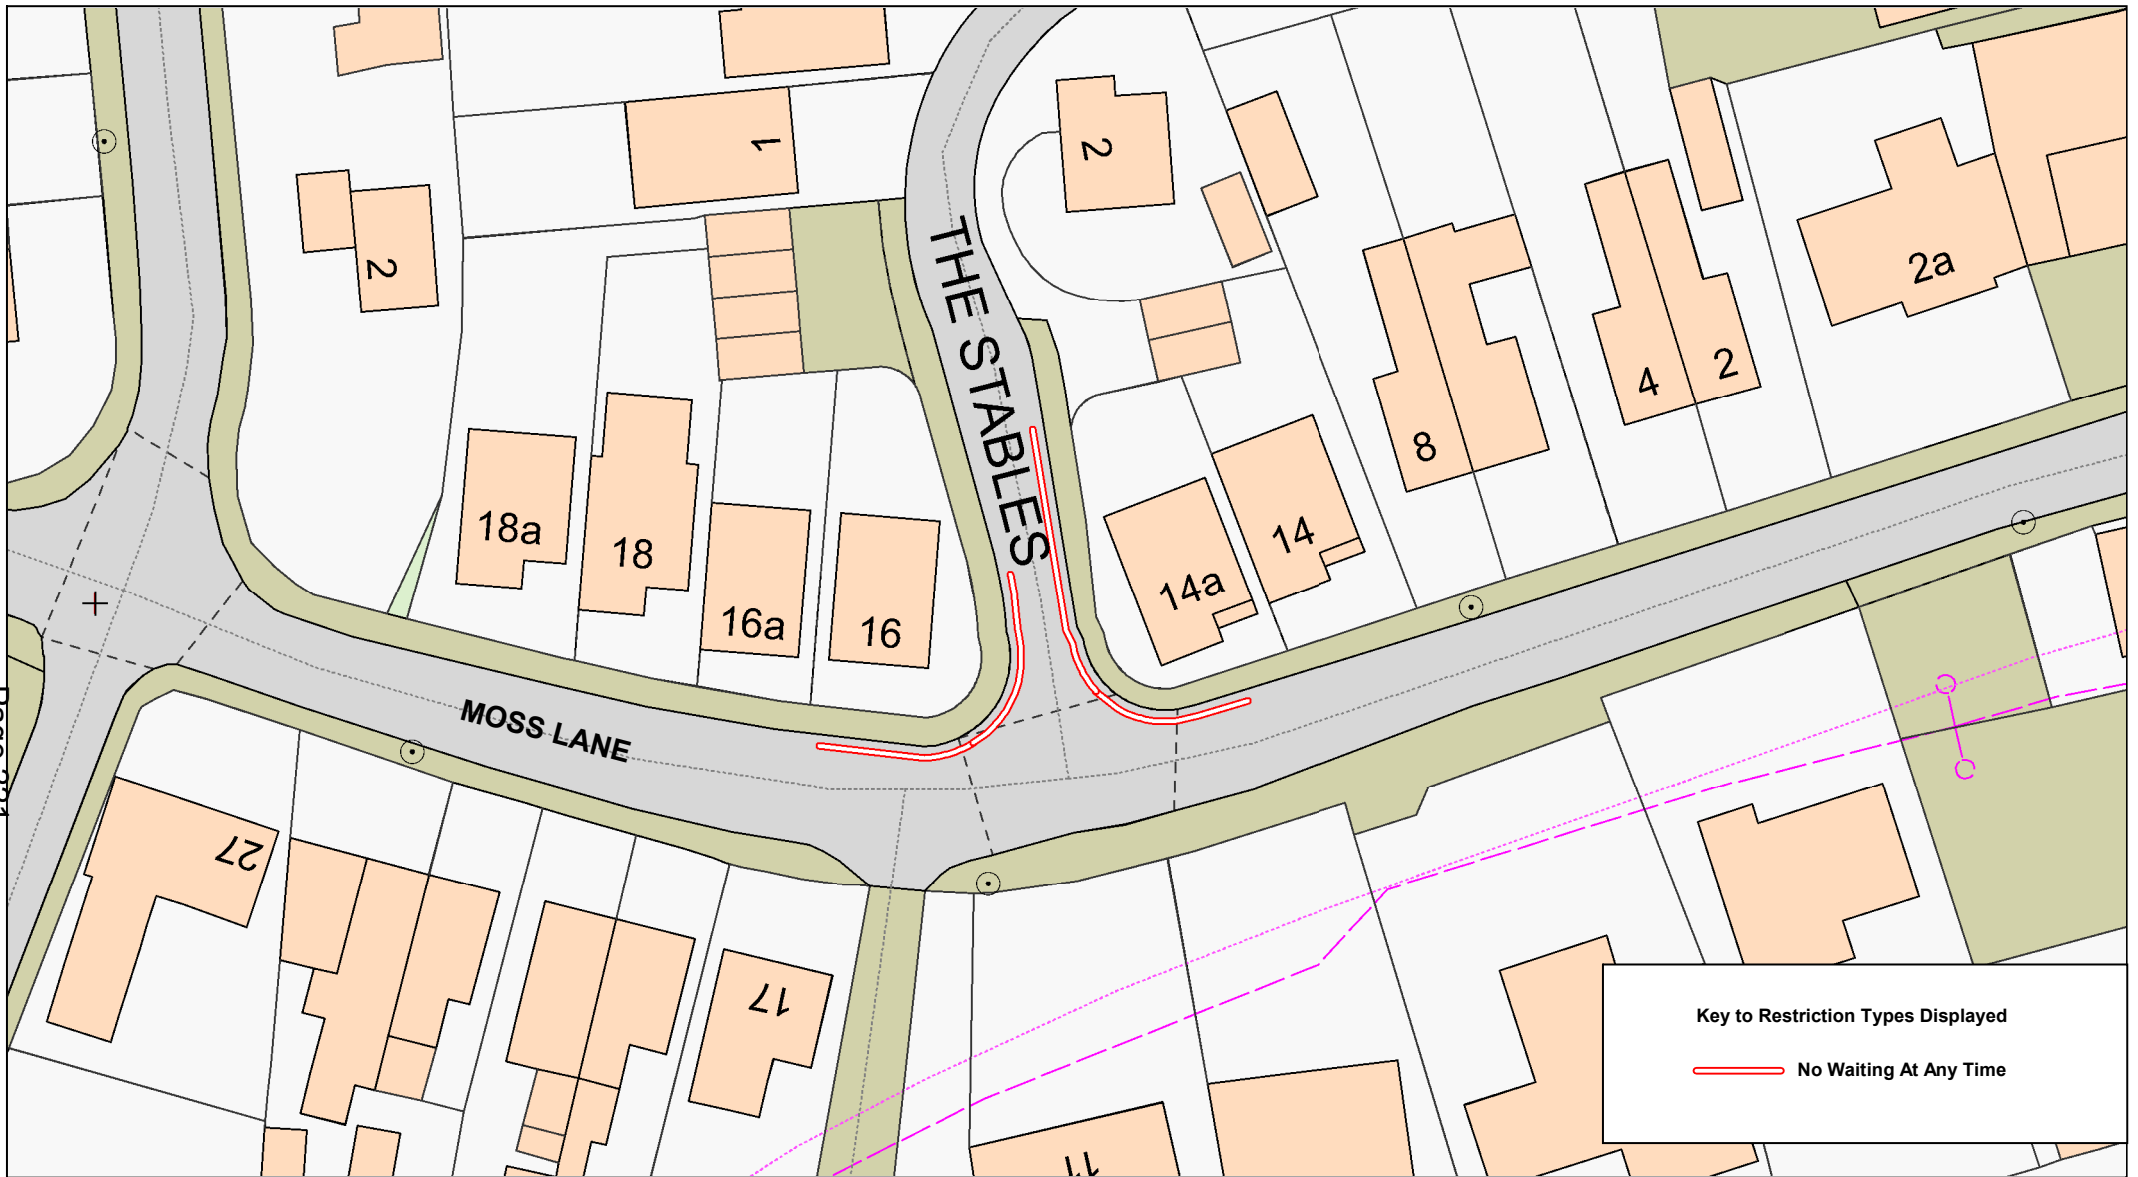 1
2
2
THE STABLES
2a
4
2
8
18a
18
16a
16
14a
14
MOSS LANE
27
17
11
Key to Restriction Types Displayed
No Waiting At Any Time